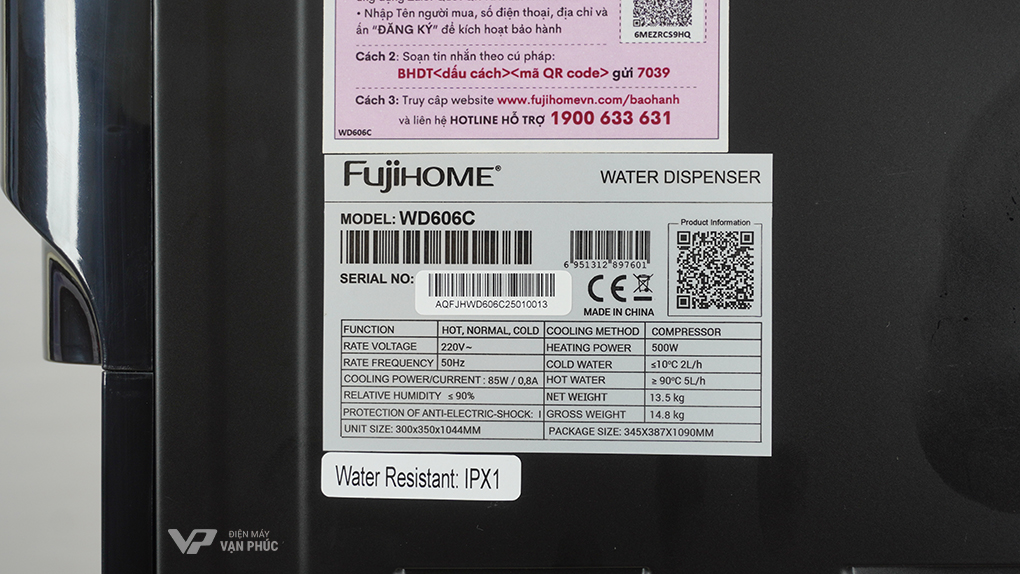 • Nhập Tên người mua, số điện thoại, địa chỉ và
ấn "ĐĂNG KÝ" để kích hoạt bảo hành
6MEZRCS9HQ
Cách 2: Soạn tin nhắn theo cú pháp:
BHDT<dấu cách><mã QR code> gửi 7039
Cách 3: Truy cập website www.fujihomevn.com/baohanh
và liên hệ HOTLINE HỖ TRỢ 1900 633 631
WD606C
FujiHOME® WATER DISPENSER
MODEL: WD606C
Product Information
6 951312 897601
SERIAL NO:
AQFJHWD606C25010013
CE
MADE IN CHINA
FUNCTION HOT, NORMAL, COLD COOLING METHOD COMPRESSOR
RATE VOLTAGE 220V~ HEATING POWER 500W
RATE FREQUENCY 50Hz COLD WATER ≤10ºC 2L/h
COOLING POWER/CURRENT : 85W / 0,8A HOT WATER ≥ 90ºC 5L/h
RELATIVE HUMIDITY ≤ 90% NET WEIGHT 13.5 kg
PROTECTION OF ANTI-ELECTRIC-SHOCK: I GROSS WEIGHT 14.8 kg
UNIT SIZE: 300x350x1044MM PACKAGE SIZE: 345X387X1090MM
Water Resistant: IPX1
VP ĐIỆN MÁY
VẠN PHÚC